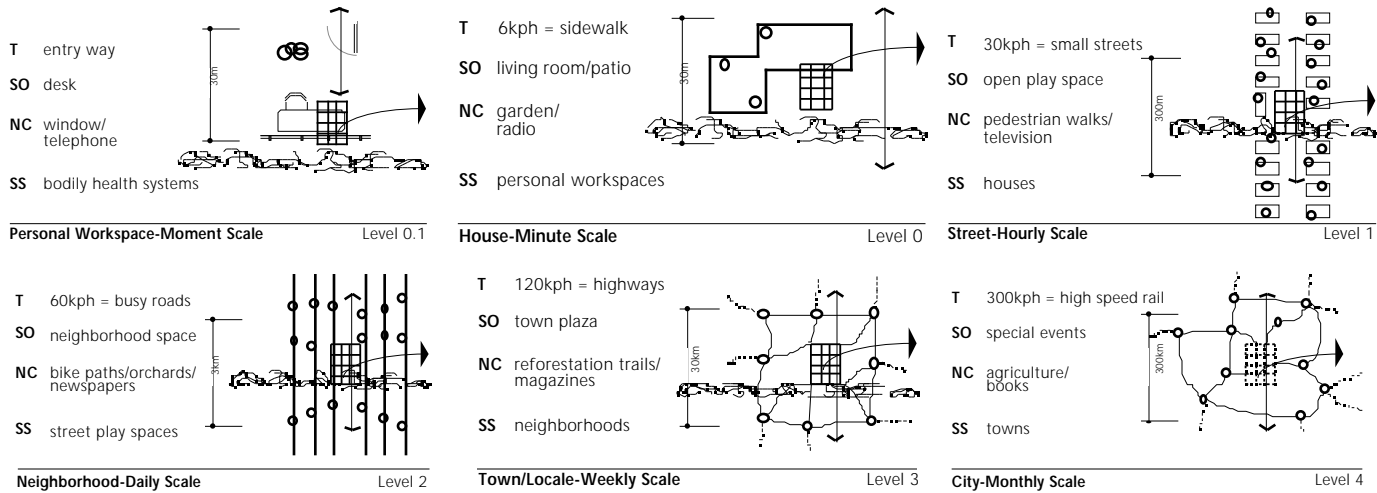 T entry way
SO desk
NC window/
telephone
SS bodily health systems
30m
Personal Workspace-Moment Scale Level 0.1
T 6kph = sidewalk
SO living room/patio
NC garden/
radio
SS personal workspaces
30m
House-Minute Scale Level 0
T 30kph = small streets
SO open play space
NC pedestrian walks/
television
SS houses
300m
Street-Hourly Scale Level 1
T 60kph = busy roads
SO neighborhood space
NC bike paths/orchards/
newspapers
SS street play spaces
3km
Neighborhood-Daily Scale Level 2
T 120kph = highways
SO town plaza
NC reforestation trails/
magazines
SS neighborhoods
30km
Town/Locale-Weekly Scale Level 3
T 300kph = high speed rail
SO special events
NC agriculture/
books
SS towns
300km
City-Monthly Scale Level 4